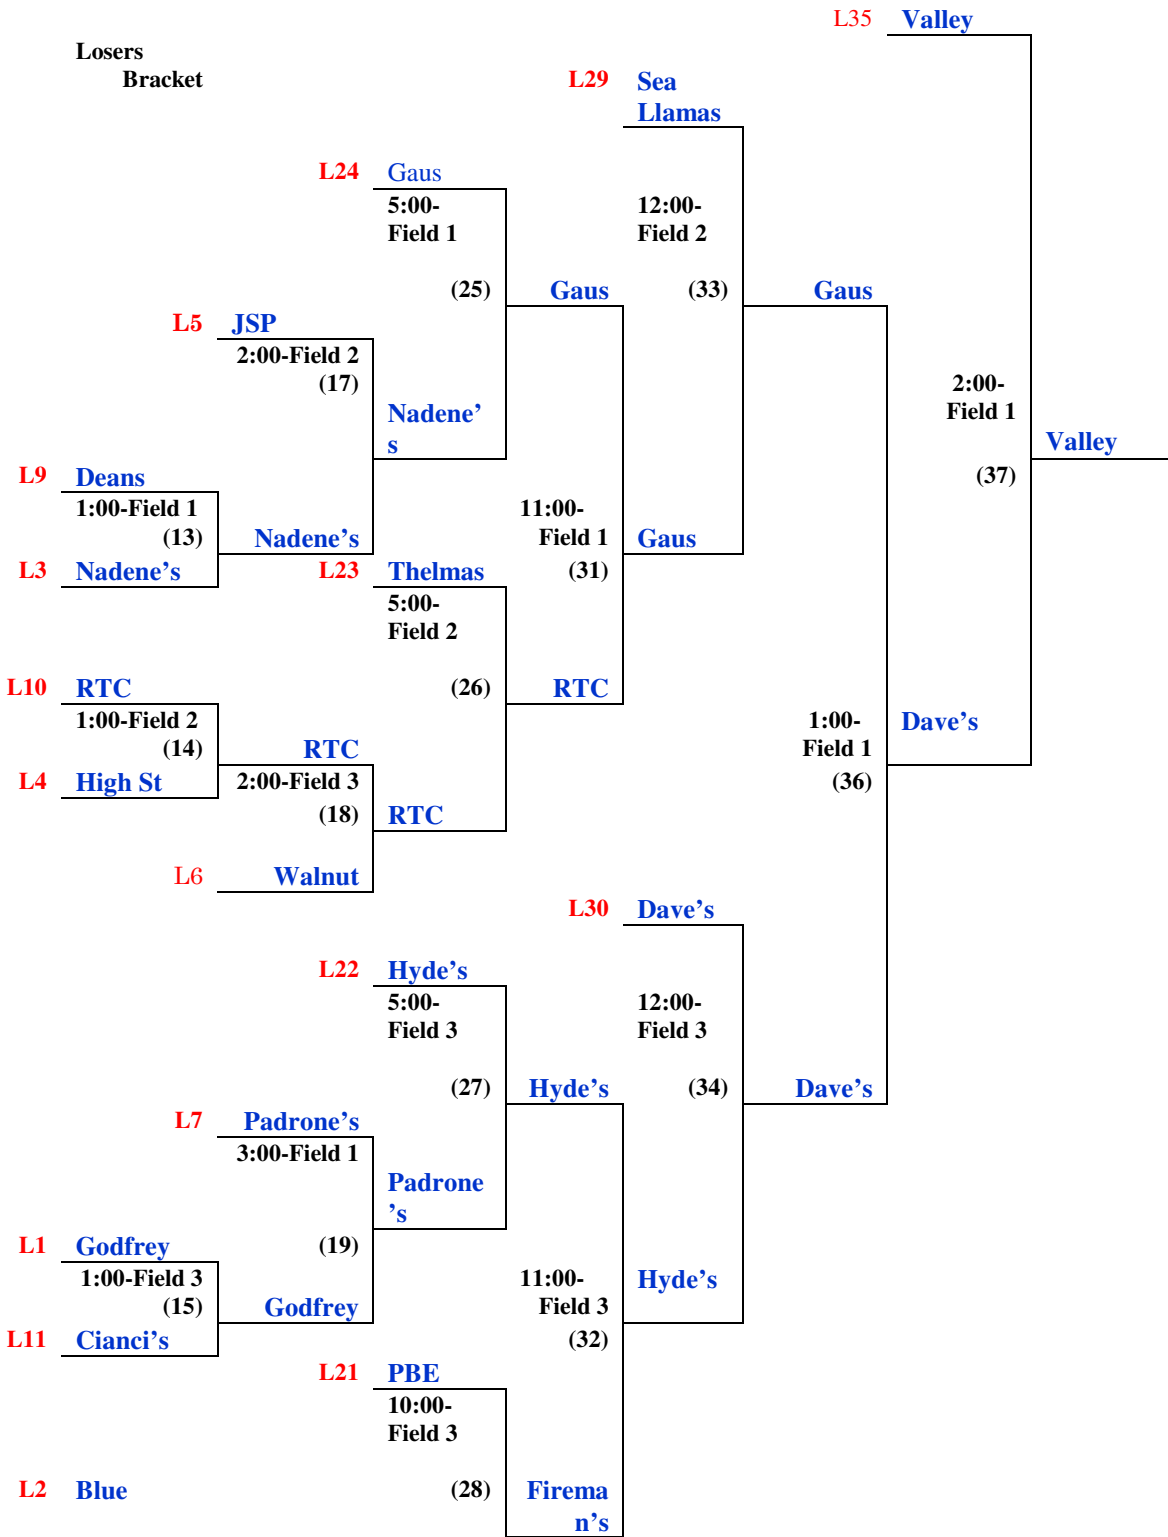 L35 Valley
Losers
Bracket
L29 Sea
Llamas
L24 Gaus
5:00-
Field 1
12:00-
Field 2
(25) Gaus (33) Gaus
L5 JSP
2:00-Field 2
(17)
2:00-
Field 1
Nadene'
s
Valley
L9 Deans
(37)
1:00-Field 1
(13)
11:00-
Field 1
Nadene's
Gaus
L3 Nadene's
L23 Thelmas
(31)
5:00-
Field 2
L10 RTC
(26) RTC
1:00-Field 2
(14)
1:00-
Field 1
Dave's
RTC
L4 High St
2:00-Field 3
(36)
(18) RTC
L6 Walnut
L30 Dave's
L22 Hyde's
5:00-
Field 3
12:00-
Field 3
(27) Hyde's (34) Dave's
L7 Padrone's
3:00-Field 1
Padrone
's
L1 Godfrey
(19)
1:00-Field 3
(15)
11:00-
Field 3
Hyde's
Godfrey
L11 Cianci's
(32)
L21 PBE
10:00-
Field 3
L2 Blue
(28) Firema
n's